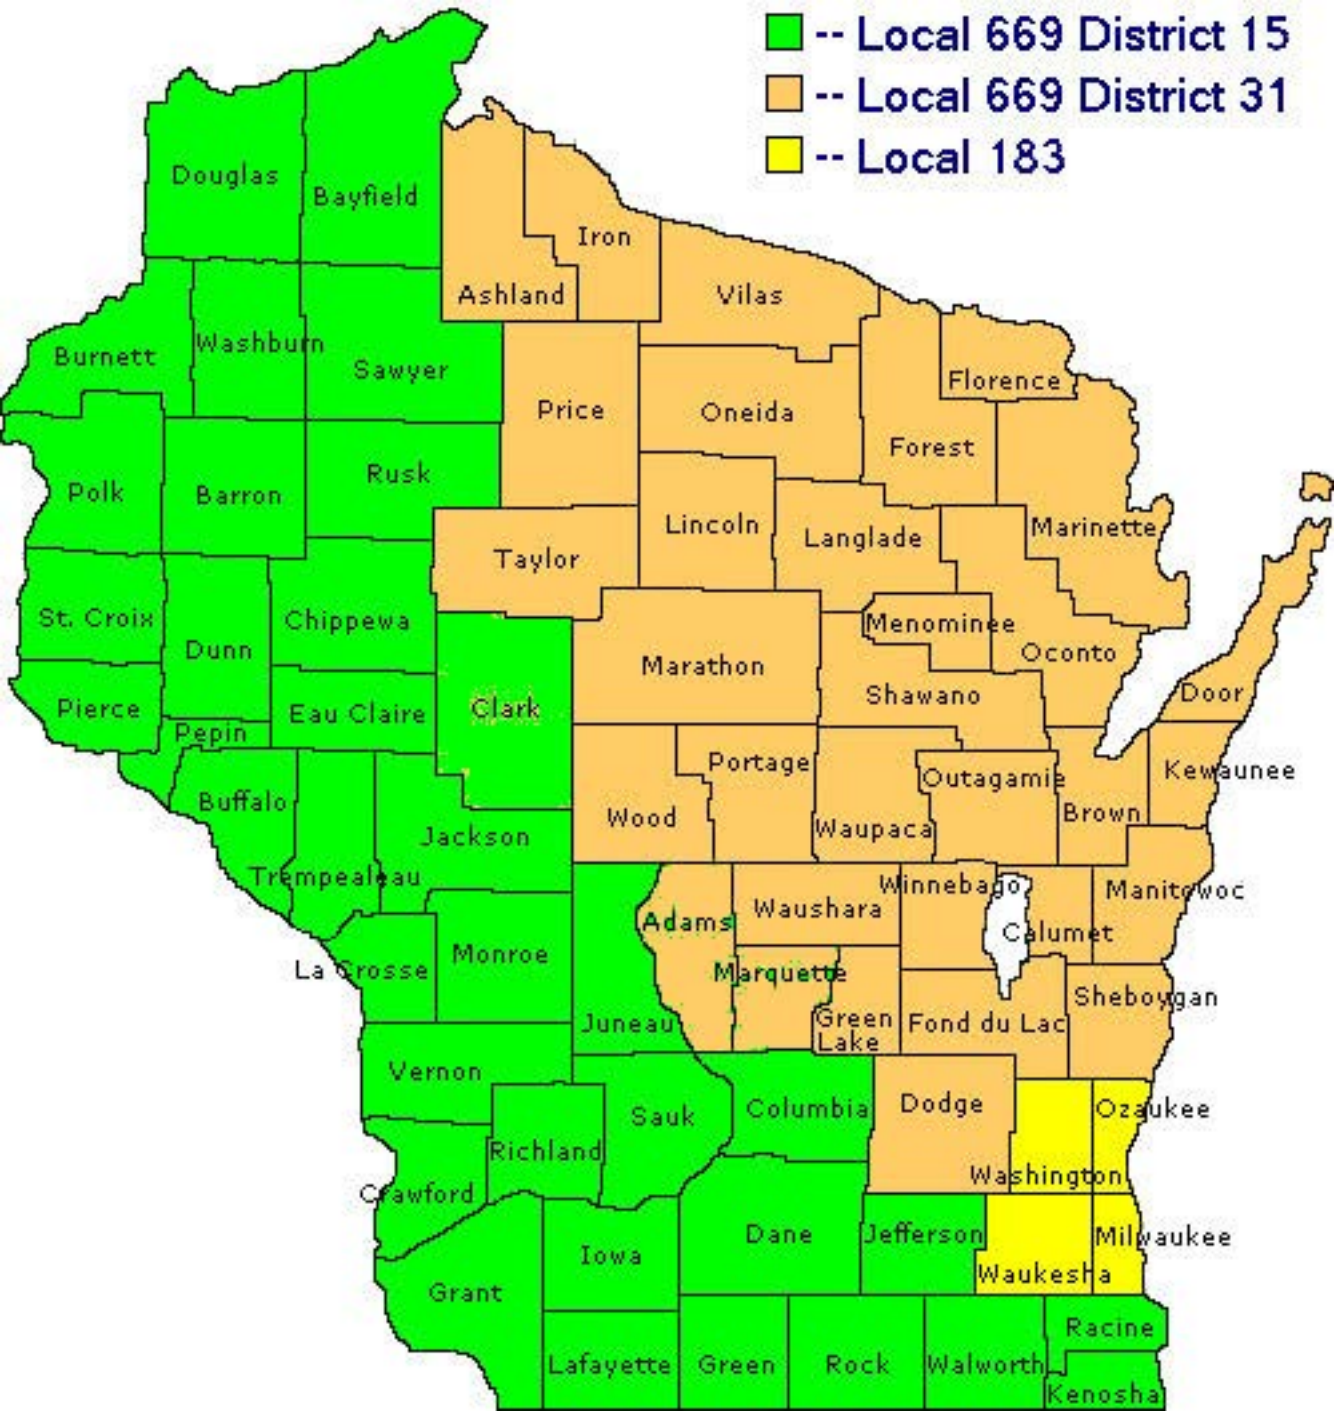 -- Local 669 District 15
-- Local 669 District 31
-- Local 183
Douglas
Bayfield
Iron
Ashland
Vilas
Burnett
Washburn
Sawyer
Florence
Price
Oneida
Forest
Polk
Barron
Rusk
Lincoln
Langlade
Marinette
Taylor
St. Croix
Dunn
Chippewa
Menominee
Oconto
Marathon
Shawano
Door
Pierce
Pepin
Eau Claire
Clark
Portage
Outagamie
Kewaunee
Buffalo
Wood
Waupaca
Brown
Jackson
Trempealeau
Winnebago
Manitowoc
Adams
Waushara
Calumet
La Crosse
Monroe
Marquette
Sheboygan
Juneau
Green
Lake
Fond du Lac
Vernon
Sauk
Columbia
Dodge
Ozaukee
Richland
Washington
Crawford
Iowa
Dane
Jefferson
Milwaukee
Waukesha
Grant
Racine
Lafayette
Green
Rock
Walworth
Kenosha